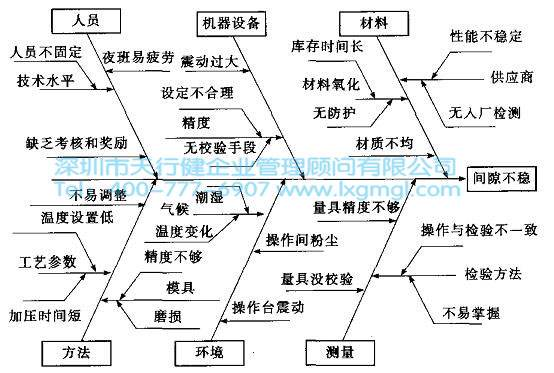 人员
机器设备
材料
人员不固定
夜班易疲劳
技术水平
缺乏考核和奖励
震动过大
设定不合理
精度
无校验手段
库存时间长
材料氧化
无防护
性能不稳定
供应商
无入厂检测
材质不均
深圳市天行健企业管理顾问有限公司
Tel：400-777-6907 www.lxgmgl.com
间隙不稳
不易调整
温度设置低
工艺参数
加压时间短
精度不够
模具
磨损
潮湿
气候
温度变化
操作间粉尘
操作台震动
量具精度不够
量具没校验
操作与检验不一致
检验方法
不易掌握
方法
环境
测量